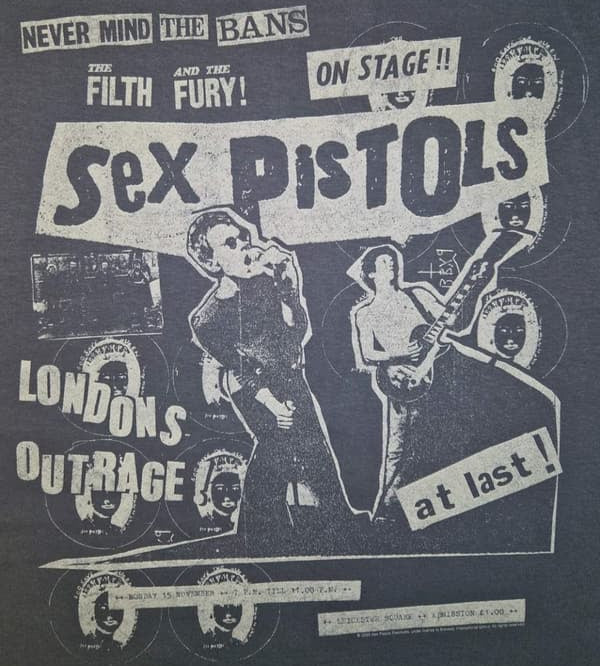 NEVER MIND THE BANS
THE FILTH AND THE FURY!
ON STAGE!!
Sex PisTOLS
LONDONS
OUTRAGE!
at last!
++ MONDAY 15 NOVEMBER ++ 7 P.M. TILL 11.00 P.M. ++
++ LEICESTER SQUARE ++ ADMISSION £1.00 ++